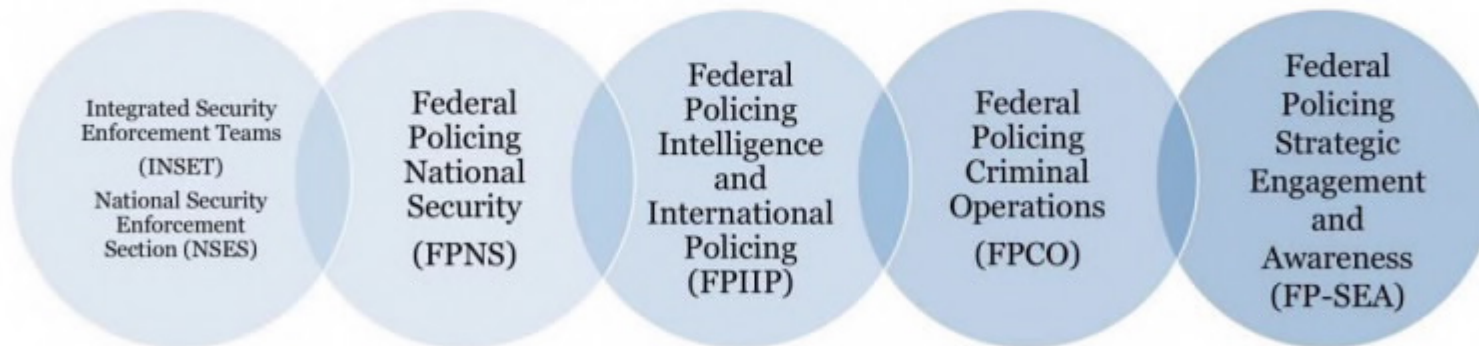 Integrated Security
Enforcement Teams
(INSET)
National Security
Enforcement
Section (NSES)
Federal
Policing
National
Security
(FPNS)
Federal
Policing
Intelligence
and
International
Policing
(FPIIP)
Federal
Policing
Criminal
Operations
(FPCO)
Federal
Policing
Strategic
Engagement
and
Awareness
(FP-SEA)